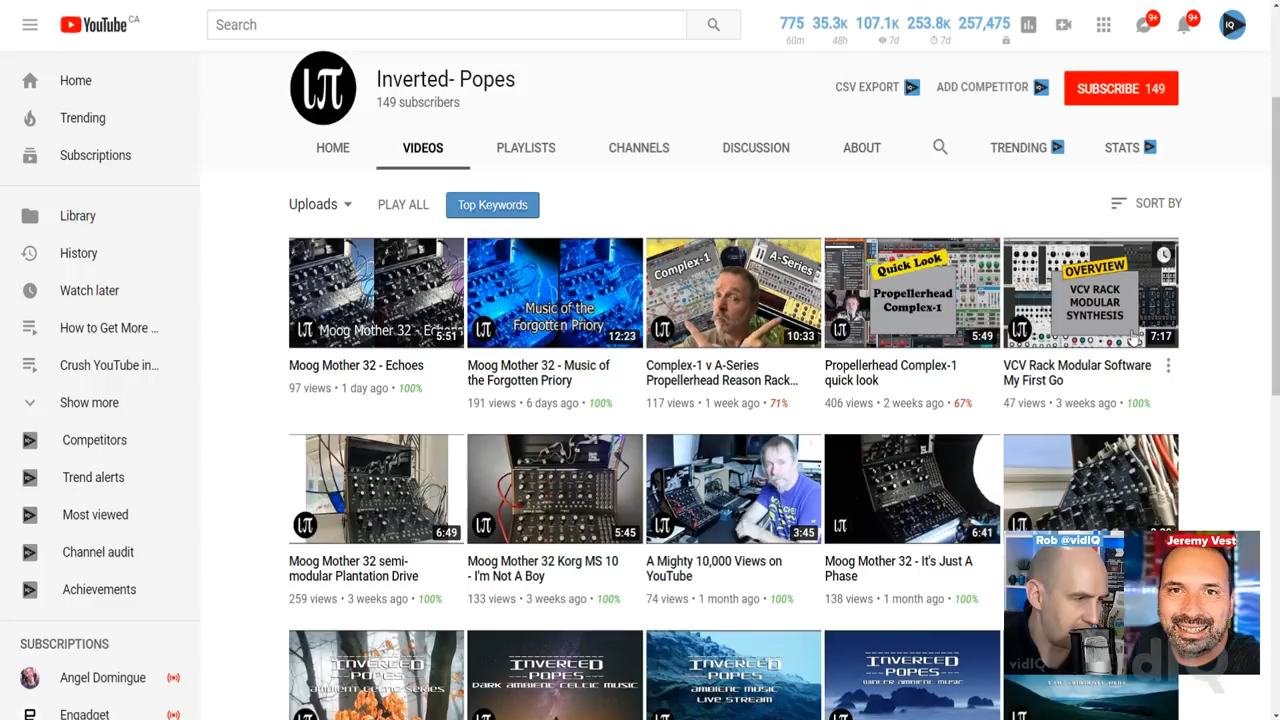 YouTube CA
Search
775 35.3K 107.1K 253.8K 257,475
60m 48h 7d 7d
9+ 9+
IQ
Home
Trending
Subscriptions
Library
History
Watch later
How to Get More ...
Crush YouTube in...
Show more
Competitors
Trend alerts
Most viewed
Channel audit
Achievements
SUBSCRIPTIONS
Angel Domingue
Engadget
Inverted- Popes
149 subscribers
CSV EXPORT
ADD COMPETITOR
SUBSCRIBE 149
HOME VIDEOS PLAYLISTS CHANNELS DISCUSSION ABOUT TRENDING STATS
Uploads PLAY ALL Top Keywords SORT BY
Moog Mother 32 - Echoes
5:51
Moog Mother 32 - Echoes
97 views • 1 day ago • 100%
Music of the
Forgotten Priory
12:23
Moog Mother 32 - Music of
the Forgotten Priory
191 views • 6 days ago • 100%
Complex-1
A-Series
10:33
Complex-1 v A-Series
Propellerhead Reason Rack...
117 views • 1 week ago • 71%
Quick Look
Propellerhead
Complex-1
5:49
Propellerhead Complex-1
quick look
406 views • 2 weeks ago • 67%
OVERVIEW
VCV RACK
MODULAR
SYNTHESIS
7:17
VCV Rack Modular Software
My First Go
47 views • 3 weeks ago • 100%
6:49
Moog Mother 32 semi-
modular Plantation Drive
259 views • 3 weeks ago • 100%
5:45
Moog Mother 32 Korg MS 10
- I'm Not A Boy
133 views • 3 weeks ago • 100%
3:45
A Mighty 10,000 Views on
YouTube
74 views • 1 month ago • 100%
6:41
Moog Mother 32 - It's Just A
Phase
138 views • 1 month ago • 100%
Rob @vidIQ
Jeremy Vest
vidIQ
INVERTED
POPES
AMBIENT CELTIC SERIES
INVERTED
POPES
DARK AMBIENT CELTIC MUSIC
INVERTED
POPES
AMBIENT MUSIC
LIVE STREAM
INVERTED
POPES
WINTER AMBIENT MUSIC